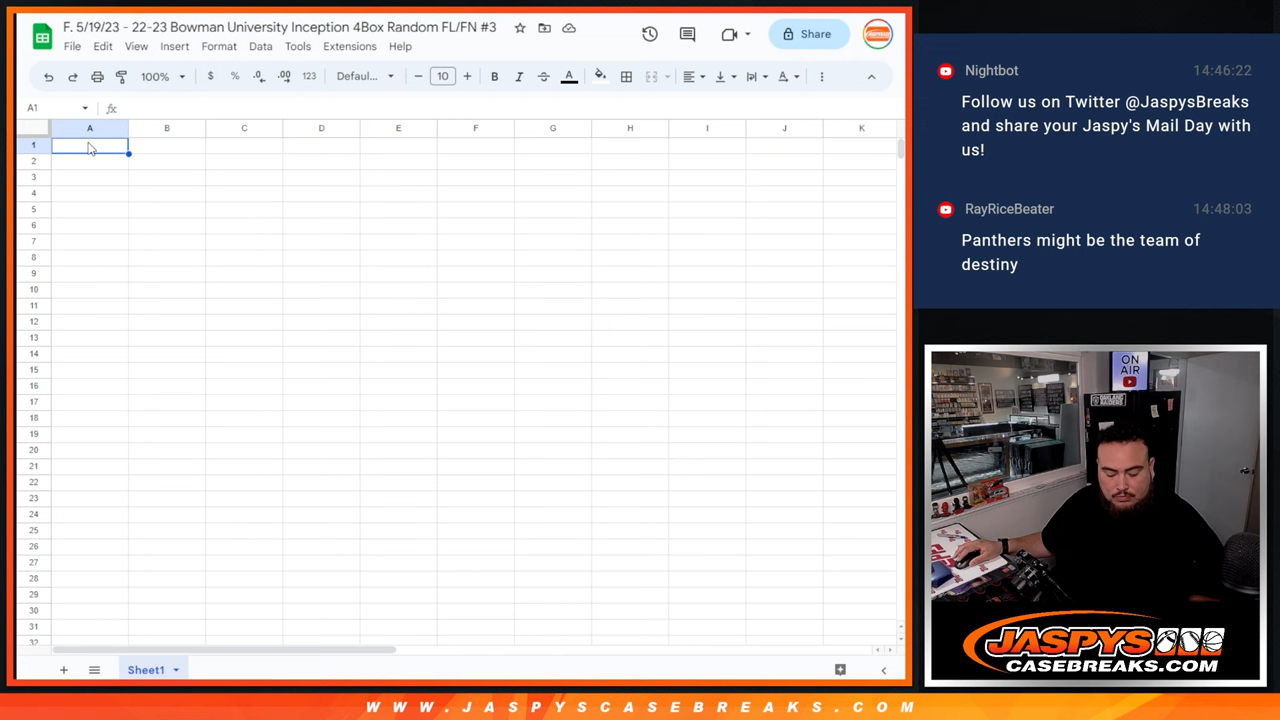 F. 5/19/23 - 22-23 Bowman University Inception 4Box Random FL/FN #3
File Edit View Insert Format Data Tools Extensions Help
Share
100% $ % .0 .00 123 Defaul... 10 B I A
A1 fx
A B C D E F G H I J K
1
2
3
4
5
6
7
8
9
10
11
12
13
14
15
16
17
18
19
20
21
22
23
24
25
26
27
28
29
30
31
32
Sheet1
Nightbot 14:46:22
Follow us on Twitter @JaspysBreaks
and share your Jaspy's Mail Day with
us!
RayRiceBeater 14:48:03
Panthers might be the team of
destiny
ON
AIR
OAKLAND
RAIDERS
JASPYS
CASEBREAKS.COM
WWW.JASPYSCASEBREAKS.COM